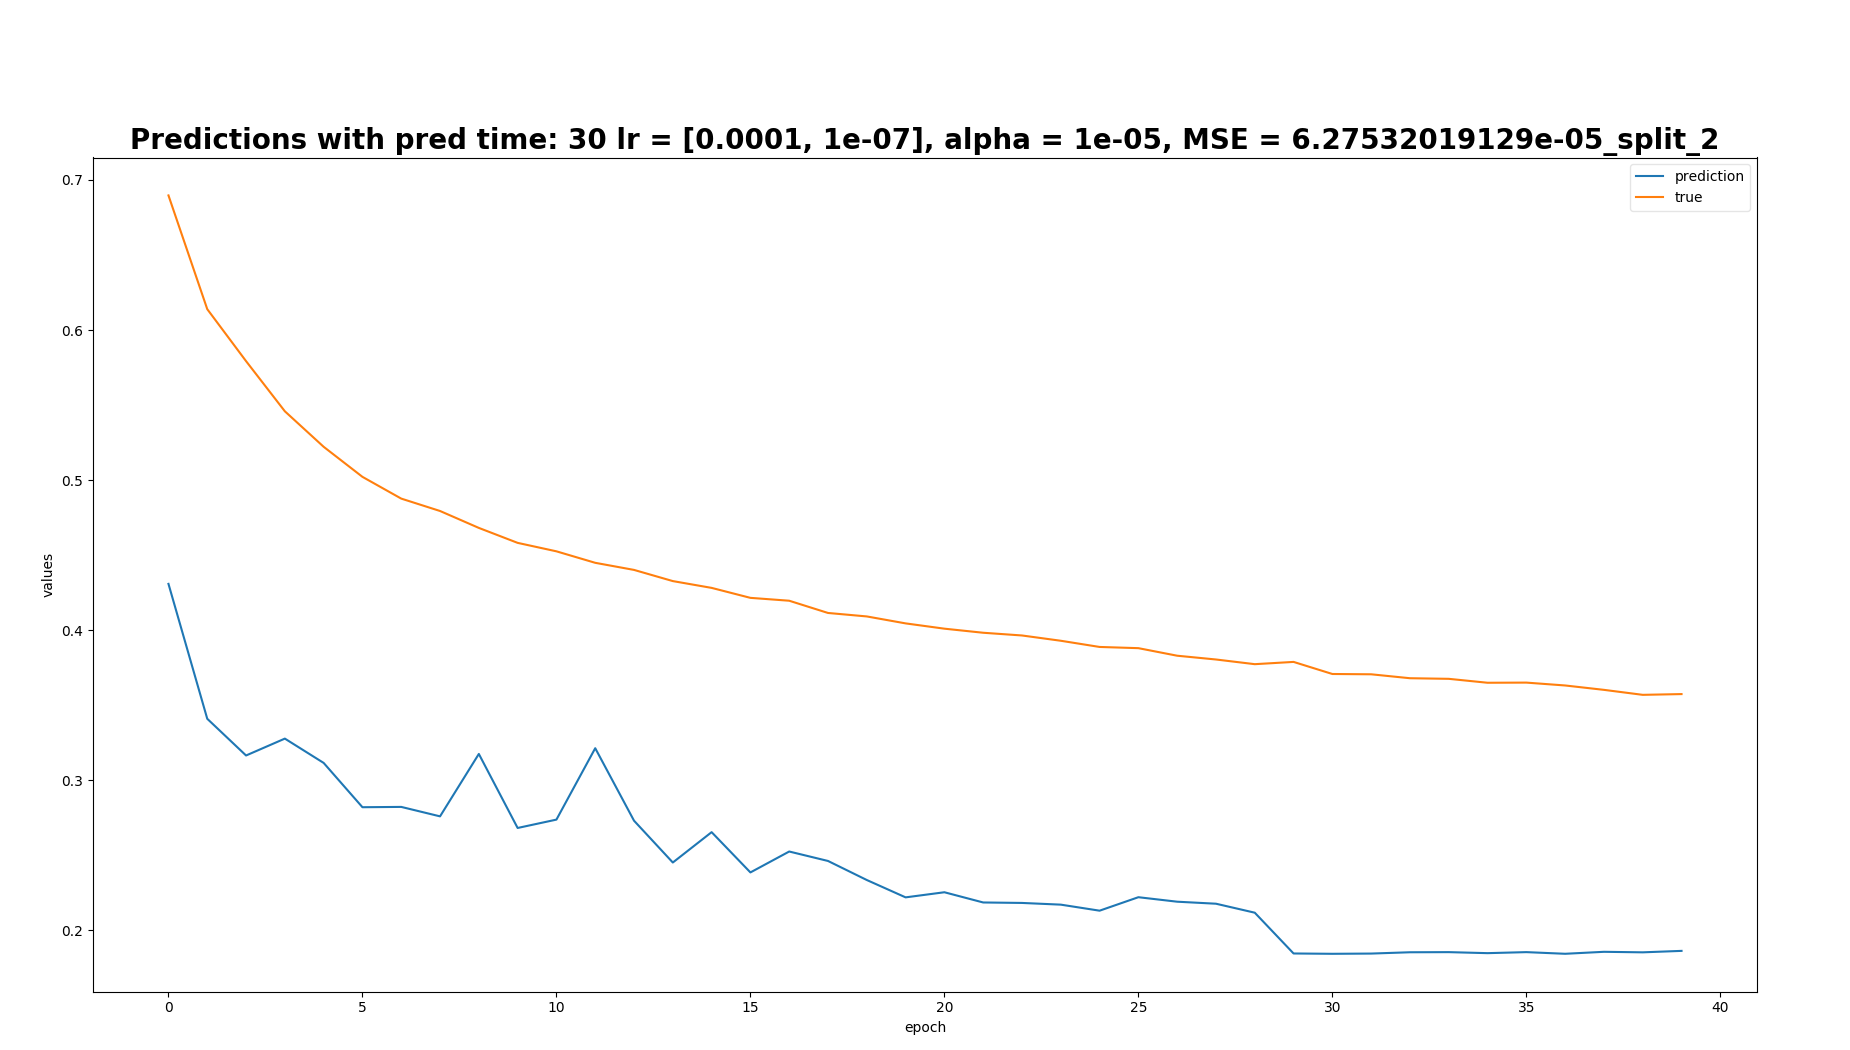 Predictions with pred time: 30 lr = [0.0001, 1e-07], alpha = 1e-05, MSE = 6.27532019129e-05_split_2
prediction
true
0.7
0.6
0.5
0.4
0.3
0.2
values
0 5 10 15 20 25 30 35 40
epoch